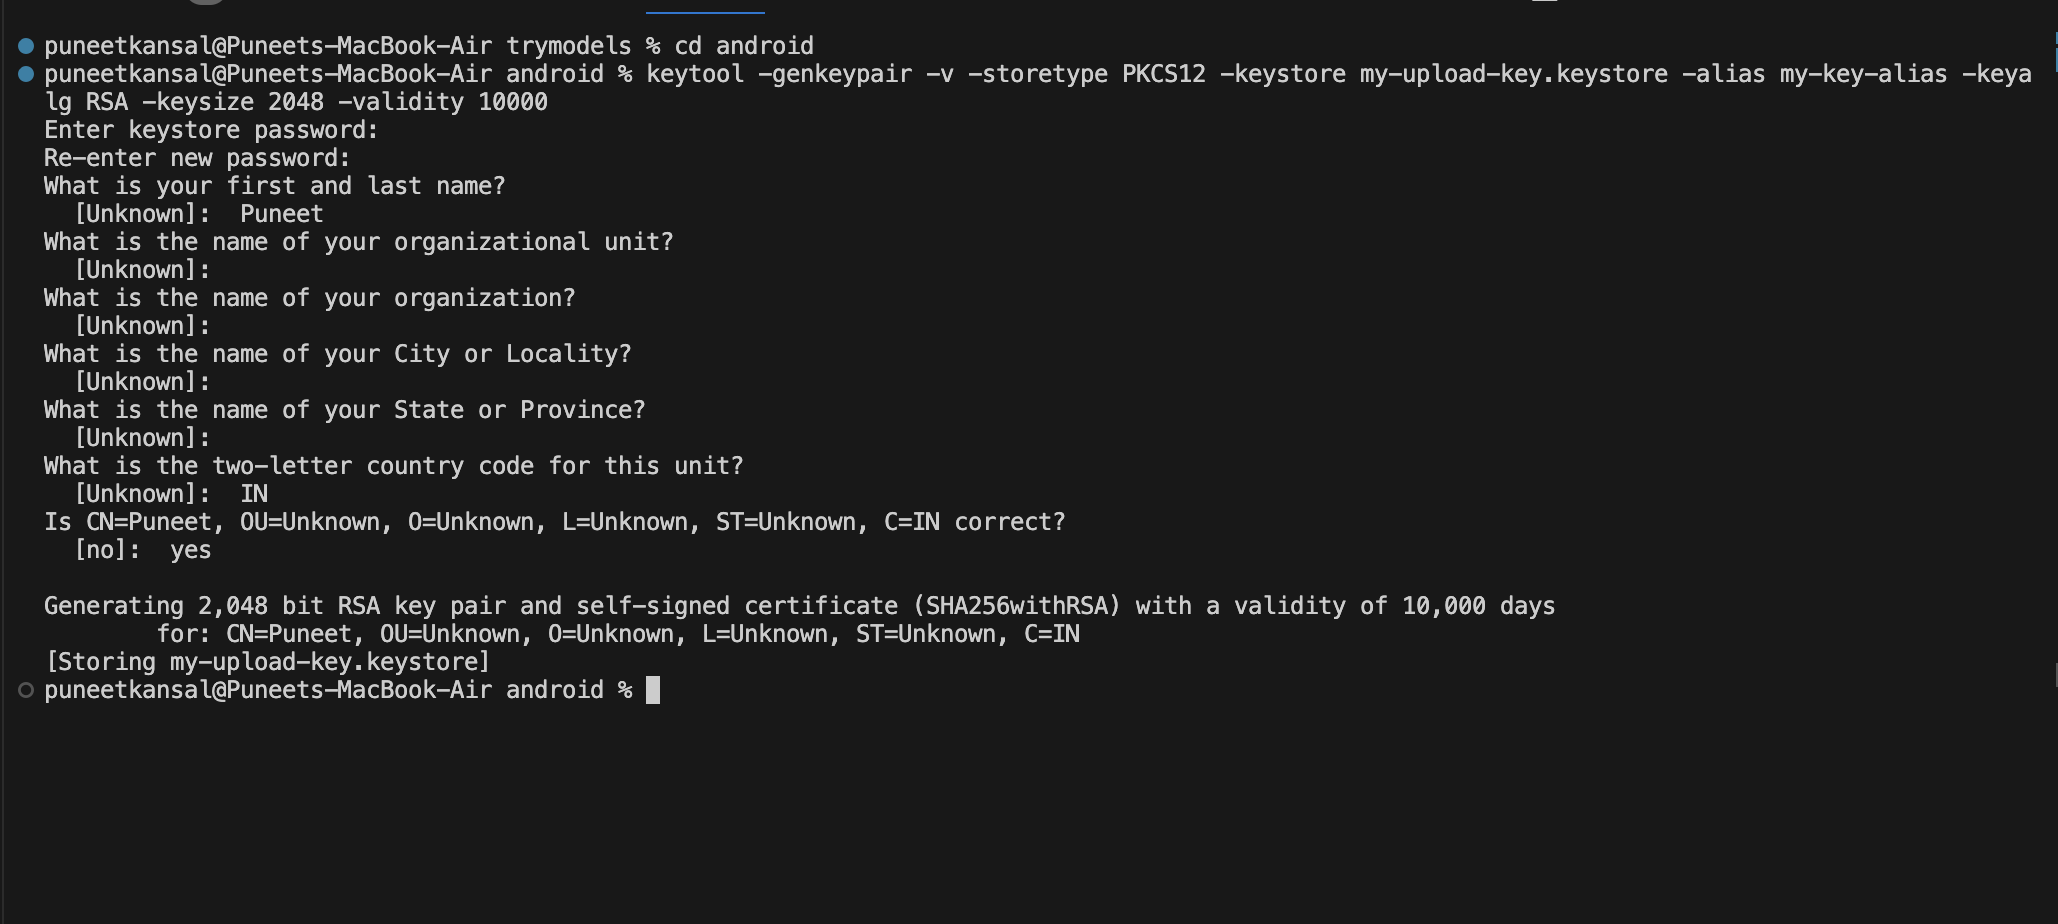 puneetkansal@Puneets-MacBook-Air trymodels % cd android
puneetkansal@Puneets-MacBook-Air android % keytool -genkeypair -v -storetype PKCS12 -keystore my-upload-key.keystore -alias my-key-alias -keya
lg RSA -keysize 2048 -validity 10000
Enter keystore password:
Re-enter new password:
What is your first and last name?
  [Unknown]:  Puneet
What is the name of your organizational unit?
  [Unknown]:
What is the name of your organization?
  [Unknown]:
What is the name of your City or Locality?
  [Unknown]:
What is the name of your State or Province?
  [Unknown]:
What is the two-letter country code for this unit?
  [Unknown]:  IN
Is CN=Puneet, OU=Unknown, O=Unknown, L=Unknown, ST=Unknown, C=IN correct?
  [no]:  yes

Generating 2,048 bit RSA key pair and self-signed certificate (SHA256withRSA) with a validity of 10,000 days
        for: CN=Puneet, OU=Unknown, O=Unknown, L=Unknown, ST=Unknown, C=IN
[Storing my-upload-key.keystore]
puneetkansal@Puneets-MacBook-Air android %